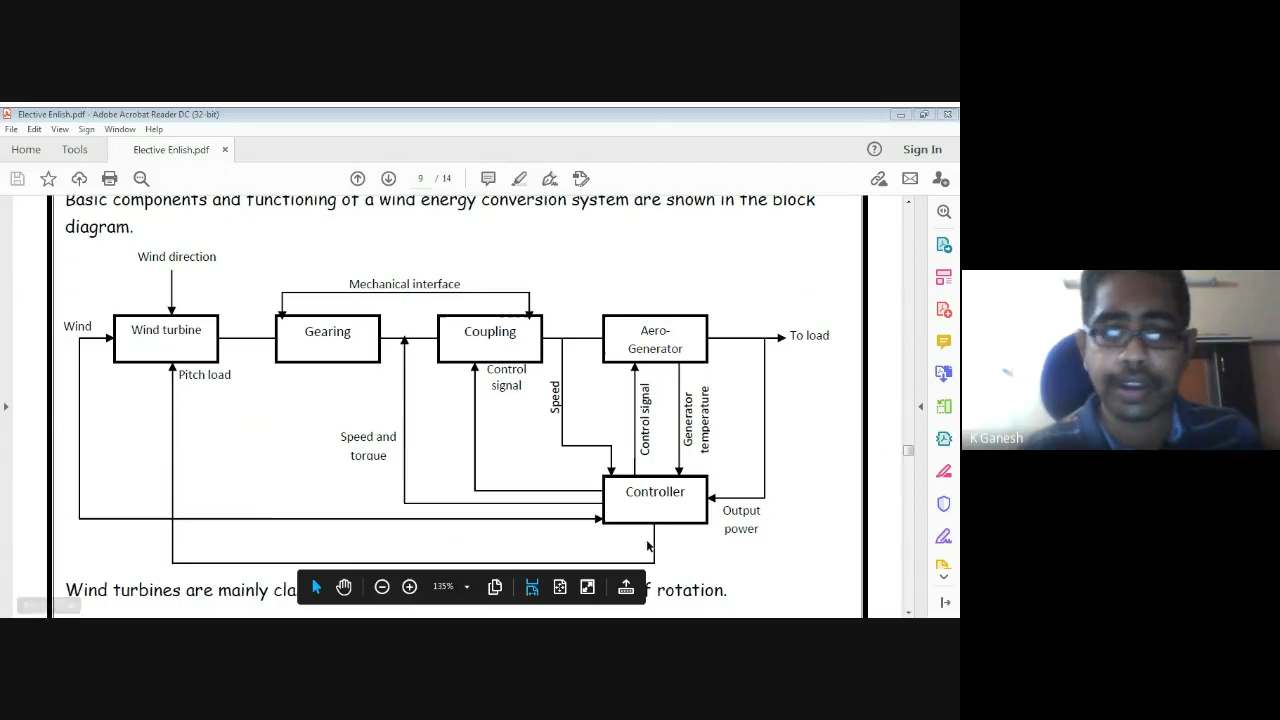 Elective Enlish.pdf - Adobe Acrobat Reader DC (32-bit)
File Edit View Sign Window Help
Home Tools Elective Enlish.pdf × Sign In
9 / 14
Basic components and functioning of a wind energy conversion system are shown in the block
diagram.
Wind direction
Mechanical interface
Wind
Wind turbine
Gearing
Coupling
Aero-
Generator
To load
Pitch load
Control
signal
Speed
Control signal
Generator
temperature
Speed and
torque
Controller
Output
power
K Ganesh
135%
Wind turbines are mainly cla
f rotation.